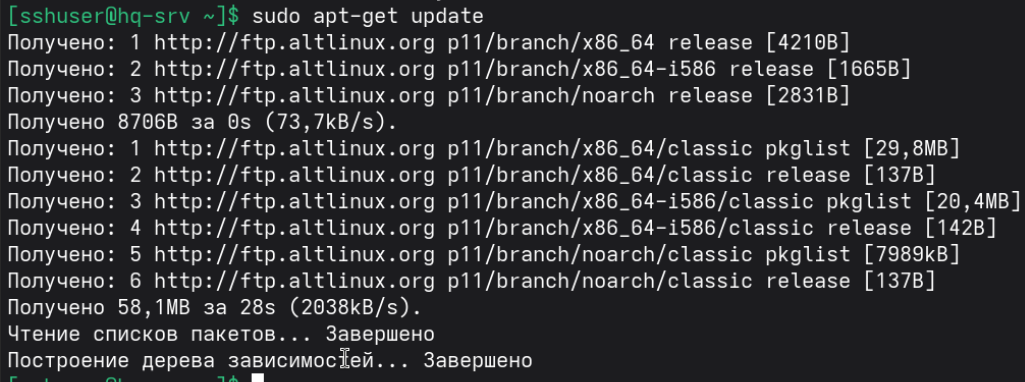 [sshuser@hq-srv ~]$ sudo apt-get update
Получено: 1 http://ftp.altlinux.org p11/branch/x86_64 release [4210B]
Получено: 2 http://ftp.altlinux.org p11/branch/x86_64-i586 release [1665B]
Получено: 3 http://ftp.altlinux.org p11/branch/noarch release [2831B]
Получено 8706B за 0s (73,7kB/s).
Получено: 1 http://ftp.altlinux.org p11/branch/x86_64/classic pkglist [29,8MB]
Получено: 2 http://ftp.altlinux.org p11/branch/x86_64/classic release [137B]
Получено: 3 http://ftp.altlinux.org p11/branch/x86_64-i586/classic pkglist [20,4MB]
Получено: 4 http://ftp.altlinux.org p11/branch/x86_64-i586/classic release [142B]
Получено: 5 http://ftp.altlinux.org p11/branch/noarch/classic pkglist [7989kB]
Получено: 6 http://ftp.altlinux.org p11/branch/noarch/classic release [137B]
Получено 58,1MB за 28s (2038kB/s).
Чтение списков пакетов... Завершено
Построение дерева зависимостей... Завершено